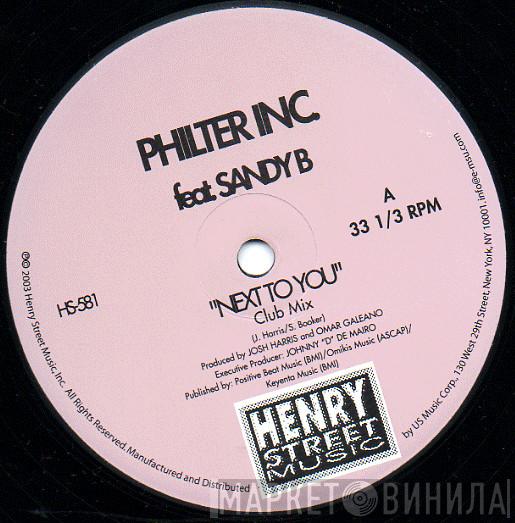 PHILTER INC.
feat. SANDY B
A
33 1/3 RPM
HS-581
"NEXT TO YOU"
Club Mix
(J. Harris/S. Booker)
Produced by JOSH HARRIS and OMAR GALEANO
Executive Producer: JOHNNY "D" DE MAIRO
Published by: Positive Beat Music (BMI)/Omikis Music (ASCAP)/
Keyenta Music (BMI)
HENRY
STREET
MUSIC
℗© 2003 Henry Street Music, Inc. All Rights Reserved. Manufactured and Distributed by US Music Corp., 130 West 29th Street, New York, NY 10001. info@e-msu.com
МАРКЕТ ВИНИЛА